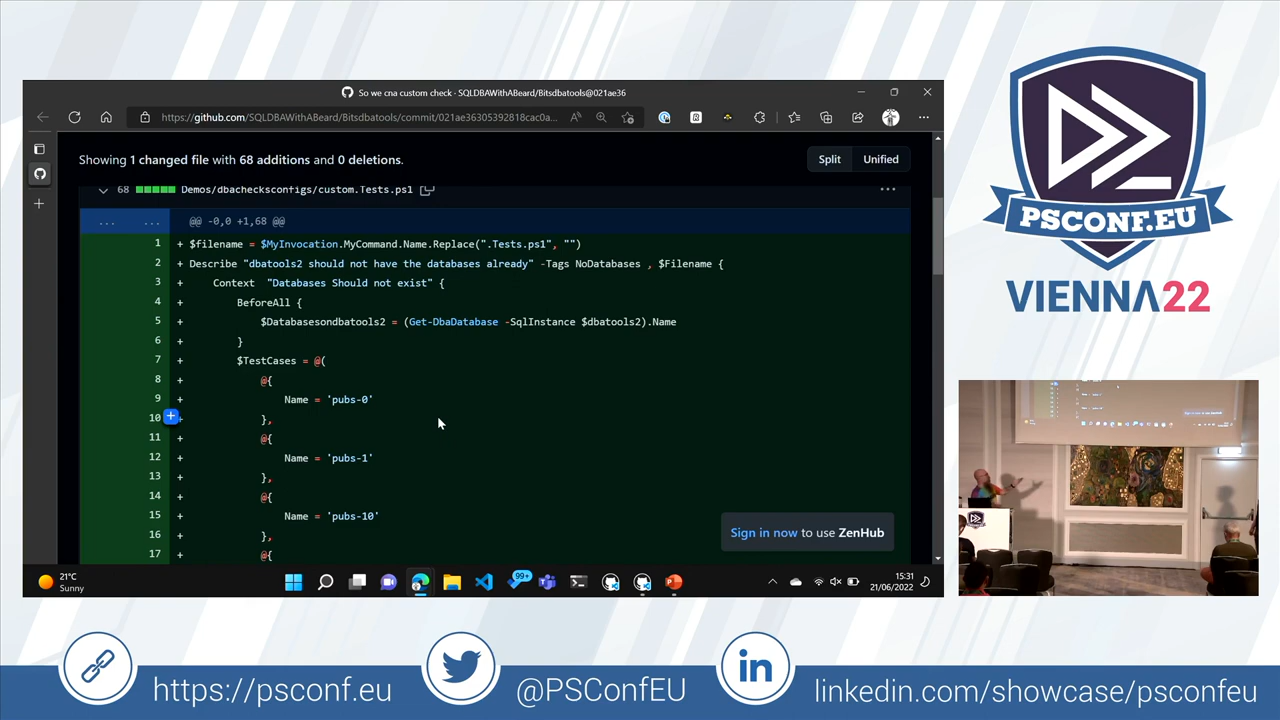 So we cna custom check · SQLDBAWithABeard/Bitsdbatools@021ae36
https://github.com/SQLDBAWithABeard/Bitsdbatools/commit/021ae36305392818cac0a...
Showing 1 changed file with 68 additions and 0 deletions.
Split
Unified
68
Demos/dbachecksconfigs/custom.Tests.ps1
... ... @@ -0,0 +1,68 @@
1 + $filename = $MyInvocation.MyCommand.Name.Replace(".Tests.ps1", "")
2 + Describe "dbatools2 should not have the databases already" -Tags NoDatabases , $Filename {
3 + Context "Databases Should not exist" {
4 + BeforeAll {
5 + $Databasesondbatools2 = (Get-DbaDatabase -SqlInstance $dbatools2).Name
6 + }
7 + $TestCases = @(
8 + @{
9 + Name = 'pubs-0'
10 + },
11 + @{
12 + Name = 'pubs-1'
13 + },
14 + @{
15 + Name = 'pubs-10'
16 + },
17 + @{
Sign in now to use ZenHub
21°C
Sunny
99+
15:31
21/06/2022
PSCONF.EU
VIENNA22
https://psconf.eu
@PSConfEU
in
linkedin.com/showcase/psconfeu